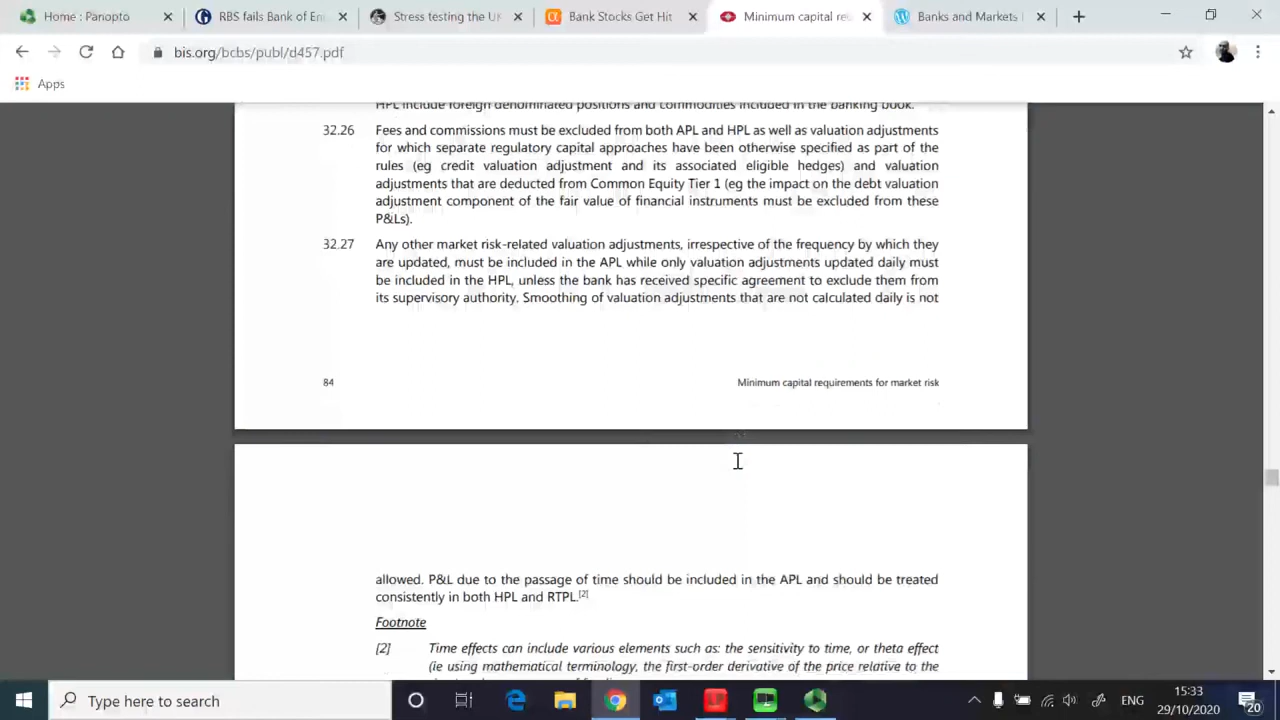 Home : Panopto
RBS fails Bank of En
Stress testing the UK
Bank Stocks Get Hit
Minimum capital rec
Banks and Markets
bis.org/bcbs/publ/d457.pdf
Apps
HPL include foreign denominated positions and commodities included in the banking book.
32.26 Fees and commissions must be excluded from both APL and HPL as well as valuation adjustments
for which separate regulatory capital approaches have been otherwise specified as part of the
rules (eg credit valuation adjustment and its associated eligible hedges) and valuation
adjustments that are deducted from Common Equity Tier 1 (eg the impact on the debt valuation
adjustment component of the fair value of financial instruments must be excluded from these
P&Ls).
32.27 Any other market risk-related valuation adjustments, irrespective of the frequency by which they
are updated, must be included in the APL while only valuation adjustments updated daily must
be included in the HPL, unless the bank has received specific agreement to exclude them from
its supervisory authority. Smoothing of valuation adjustments that are not calculated daily is not
84 Minimum capital requirements for market risk
allowed. P&L due to the passage of time should be included in the APL and should be treated
consistently in both HPL and RTPL.[2]
Footnote
[2] Time effects can include various elements such as: the sensitivity to time, or theta effect
(ie using mathematical terminology, the first-order derivative of the price relative to the
Type here to search
ENG
15:33
29/10/2020
20